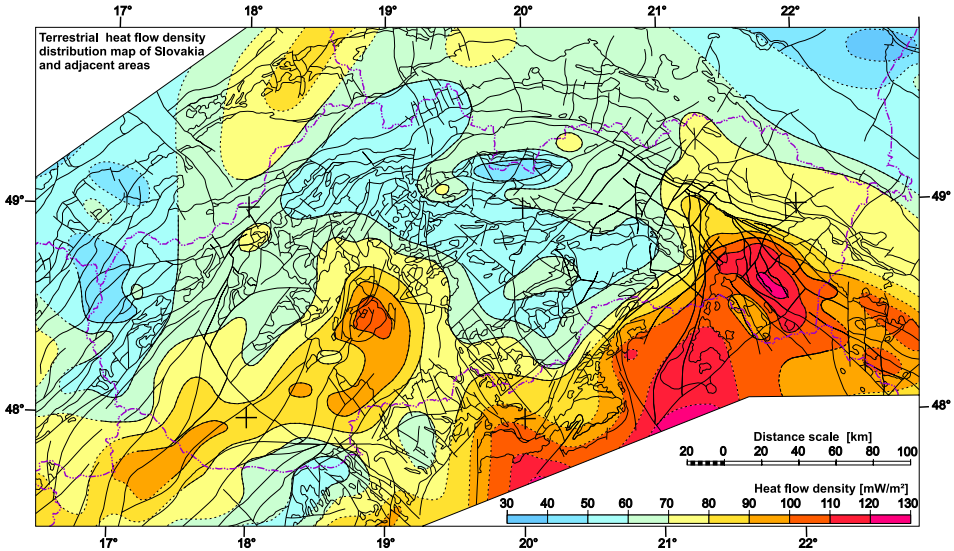 17° 18° 19° 20° 21° 22°
Terrestrial heat flow density
distribution map of Slovakia
and adjacent areas
49° 49°
48° 48°
Distance scale [km]
20 0 20 40 60 80 100
Heat flow density [mW/m²]
30 40 50 60 70 80 90 100 110 120 130
17° 18° 19° 20° 21° 22°